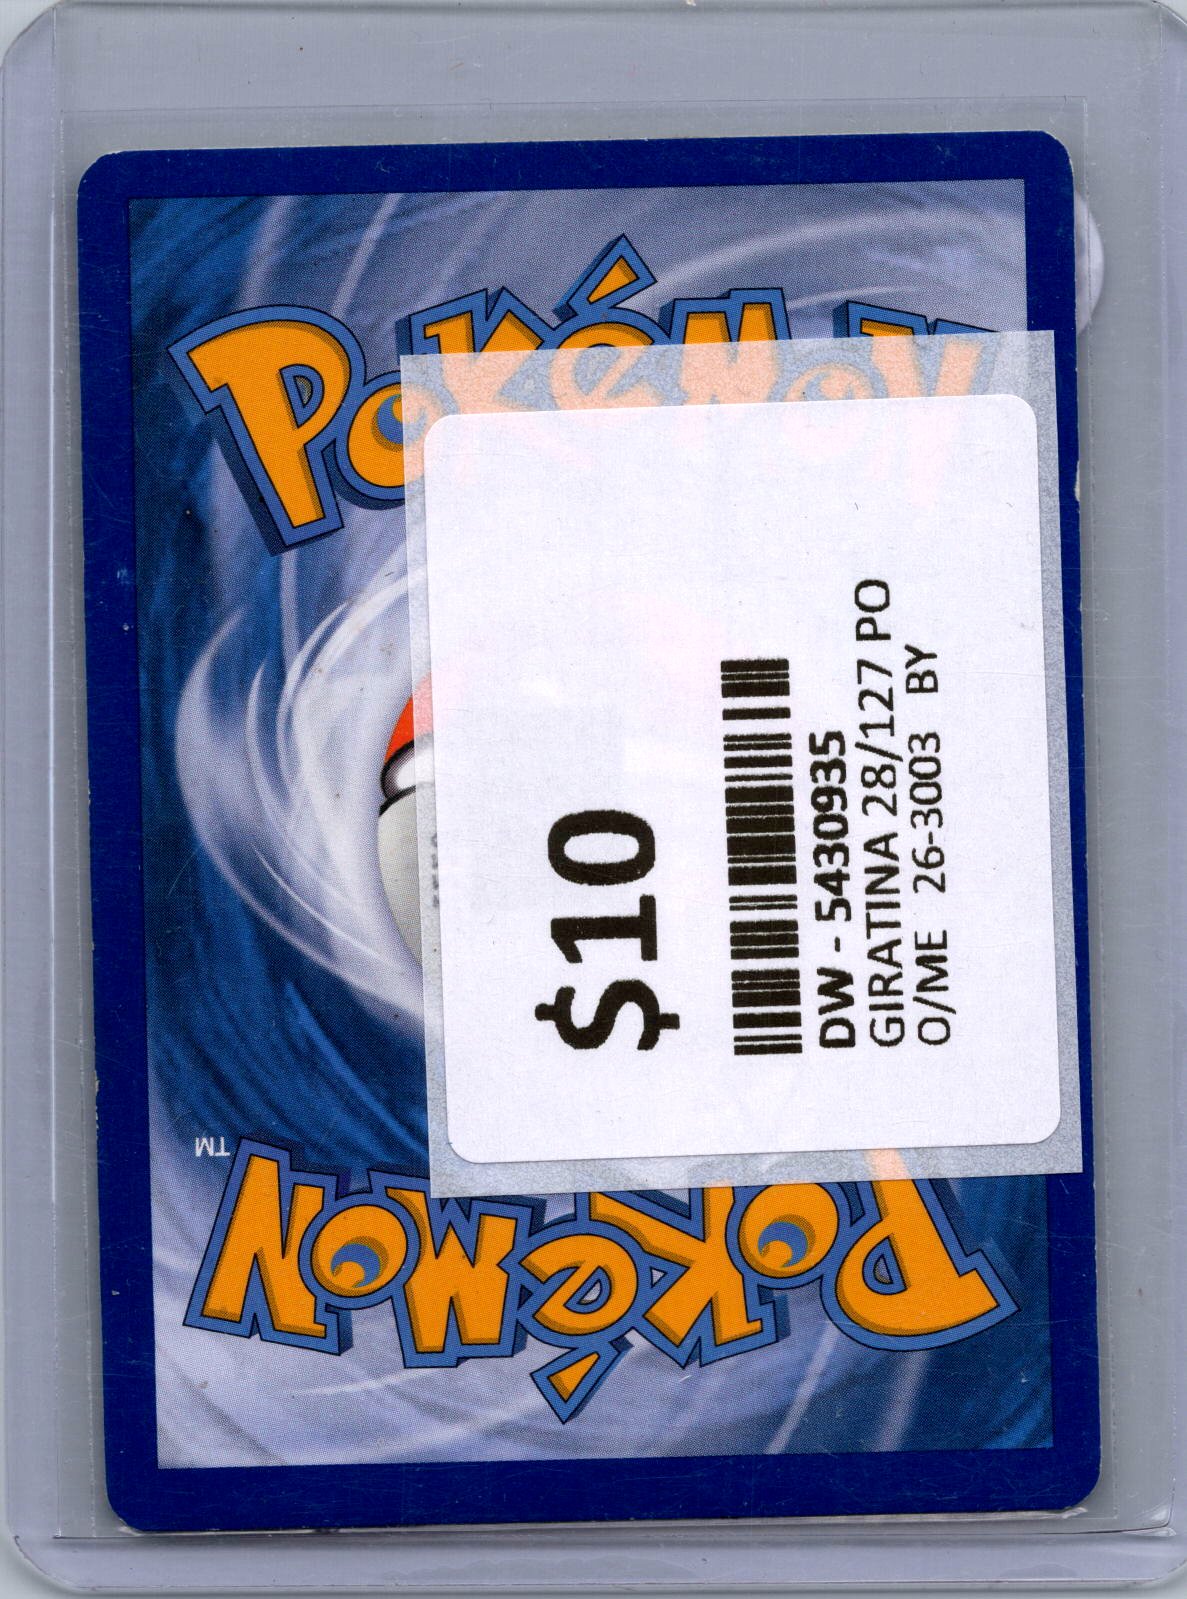 POKéMON
$10
DW - 5430935
GIRATINA 28/127 PO
O/ME 26-3003 BY
POKéMON
TM